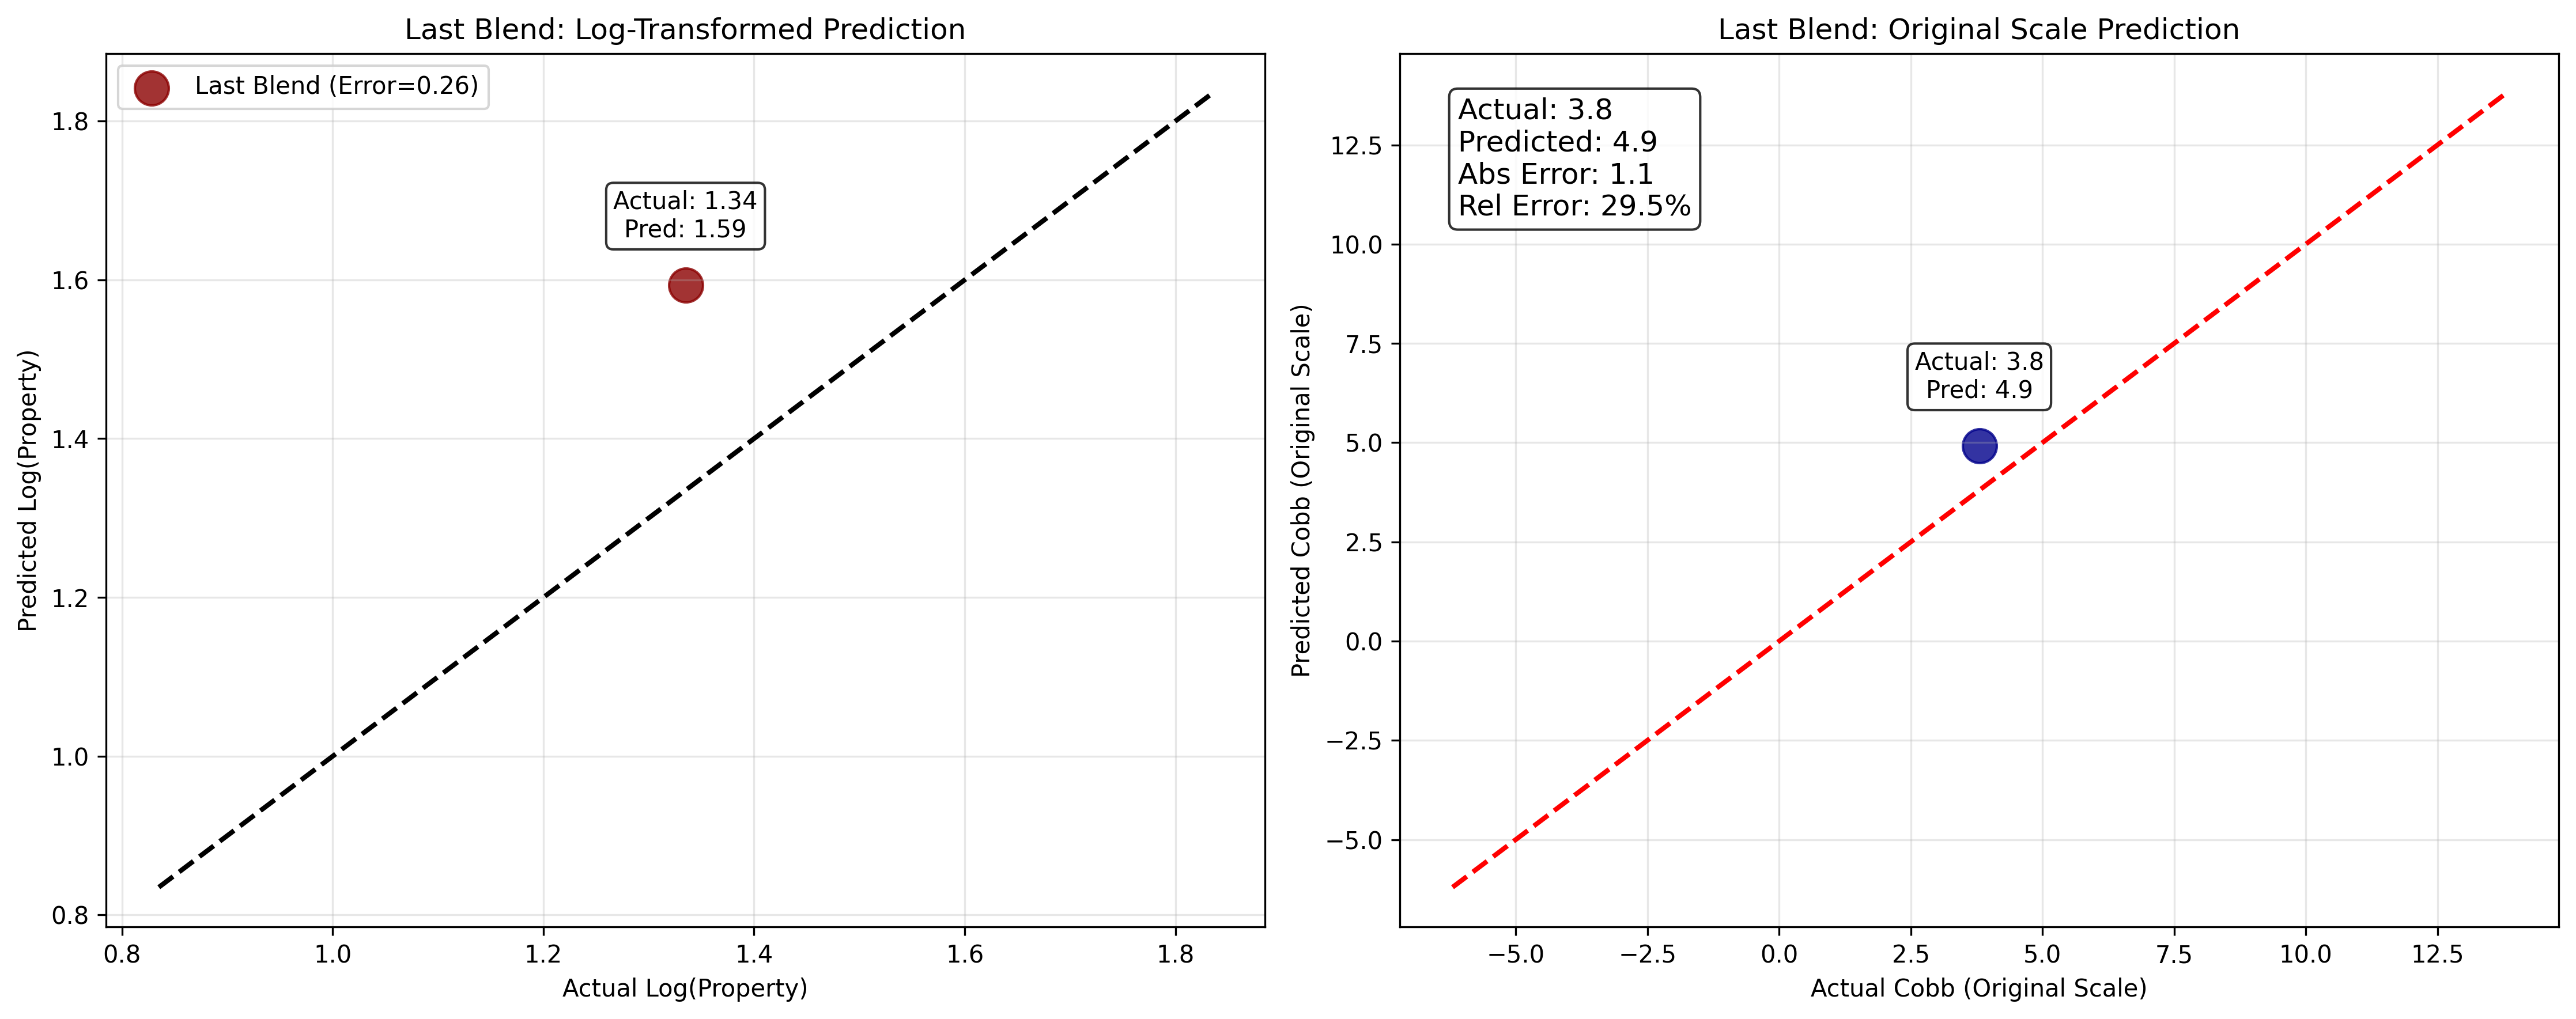 Last Blend: Log-Transformed Prediction
Last Blend (Error=0.26)
Actual: 1.34
Pred: 1.59
Predicted Log(Property)
1.8
1.6
1.4
1.2
1.0
0.8
0.8 1.0 1.2 1.4 1.6 1.8
Actual Log(Property)
Last Blend: Original Scale Prediction
Actual: 3.8
Predicted: 4.9
Abs Error: 1.1
Rel Error: 29.5%
Actual: 3.8
Pred: 4.9
Predicted Cobb (Original Scale)
12.5
10.0
7.5
5.0
2.5
0.0
−2.5
−5.0
−5.0 −2.5 0.0 2.5 5.0 7.5 10.0 12.5
Actual Cobb (Original Scale)